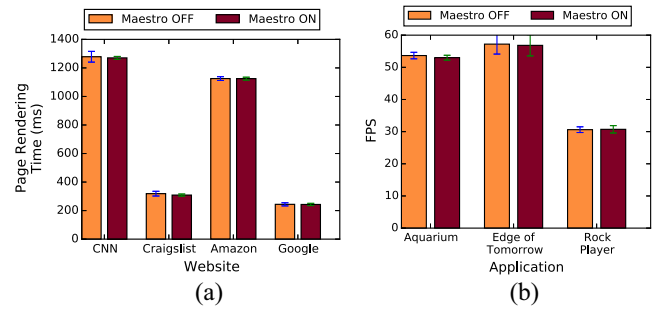 Maestro OFF Maestro ON
1400
1200
1000
800
600
400
200
0
Page Rendering
Time (ms)
CNN Craigslist Amazon Google
Website
(a)
Maestro OFF Maestro ON
60
50
40
30
20
10
0
FPS
Aquarium Edge of Rock
Tomorrow Player
Application
(b)